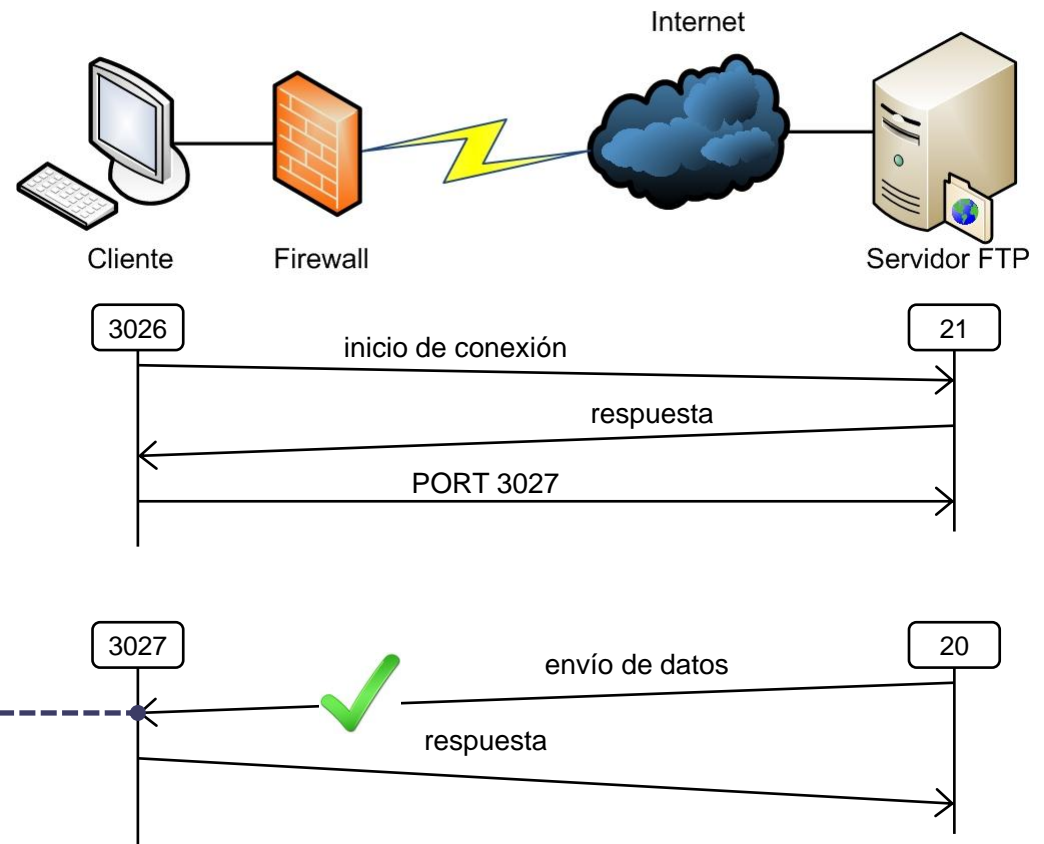 Internet
Cliente
Firewall
Servidor FTP
3026
21
inicio de conexión
respuesta
PORT 3027
3027
20
envío de datos
respuesta